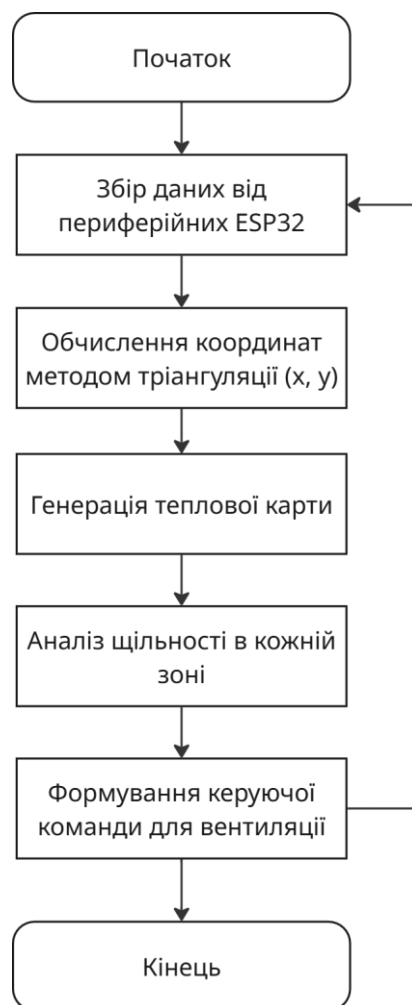 Початок
Збір даних від
периферійних ESP32
Обчислення координат
методом тріангуляції (x, y)
Генерація теплової карти
Аналіз щільності в кожній
зоні
Формування керуючої
команди для вентиляції
Кінець